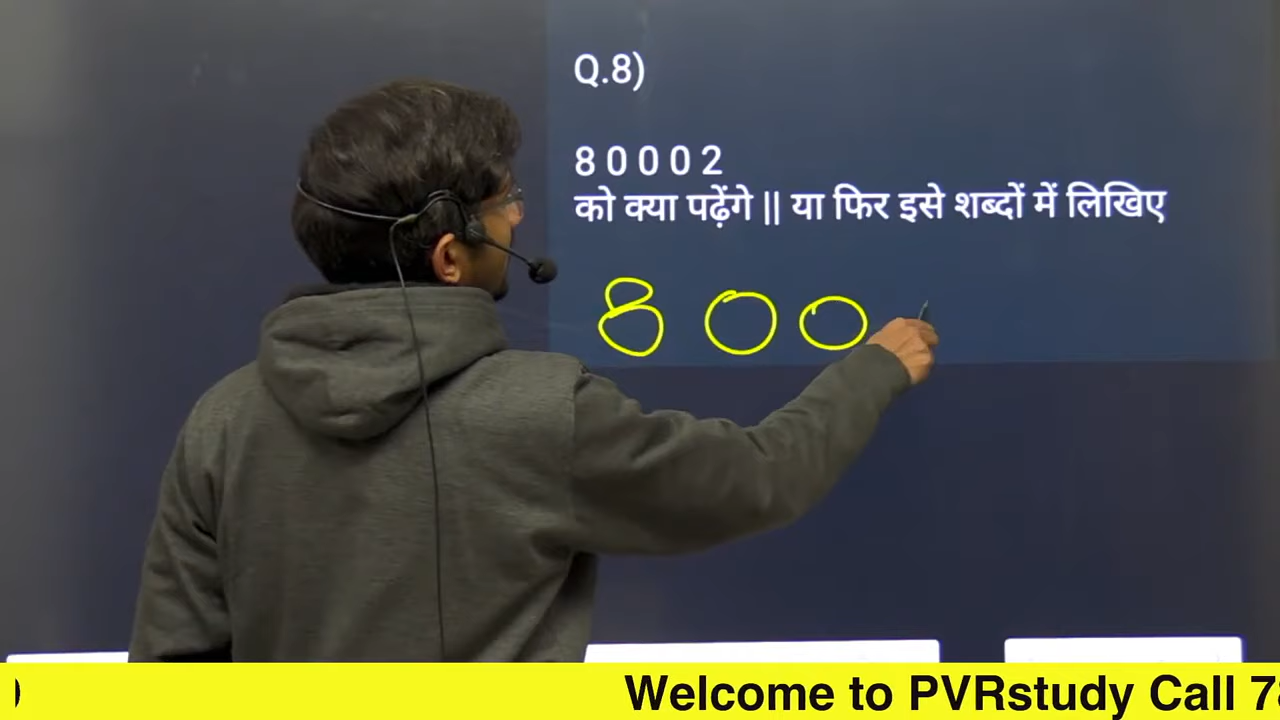 Q.8)
8 0 0 0 2
को क्या पढ़ेंगे || या फिर इसे शब्दों में लिखिए
8 0 0
Welcome to PVRstudy Call